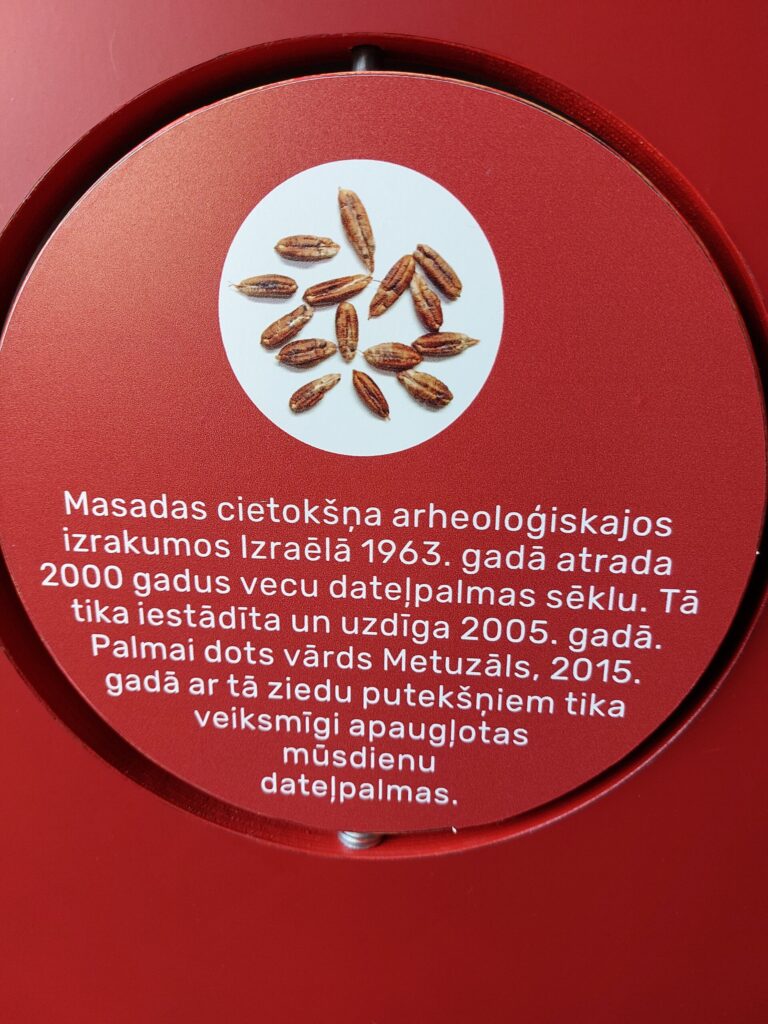 Masadas cietokšņa arheoloģiskajos
izrakumos Izraēlā 1963. gadā atrada
2000 gadus vecu dateļpalmas sēklu. Tā
tika iestādīta un uzdīga 2005. gadā.
Palmai dots vārds Metuzāls, 2015.
gadā ar tā ziedu putekšņiem tika
veiksmīgi apaugļotas
mūsdienu
dateļpalmas.